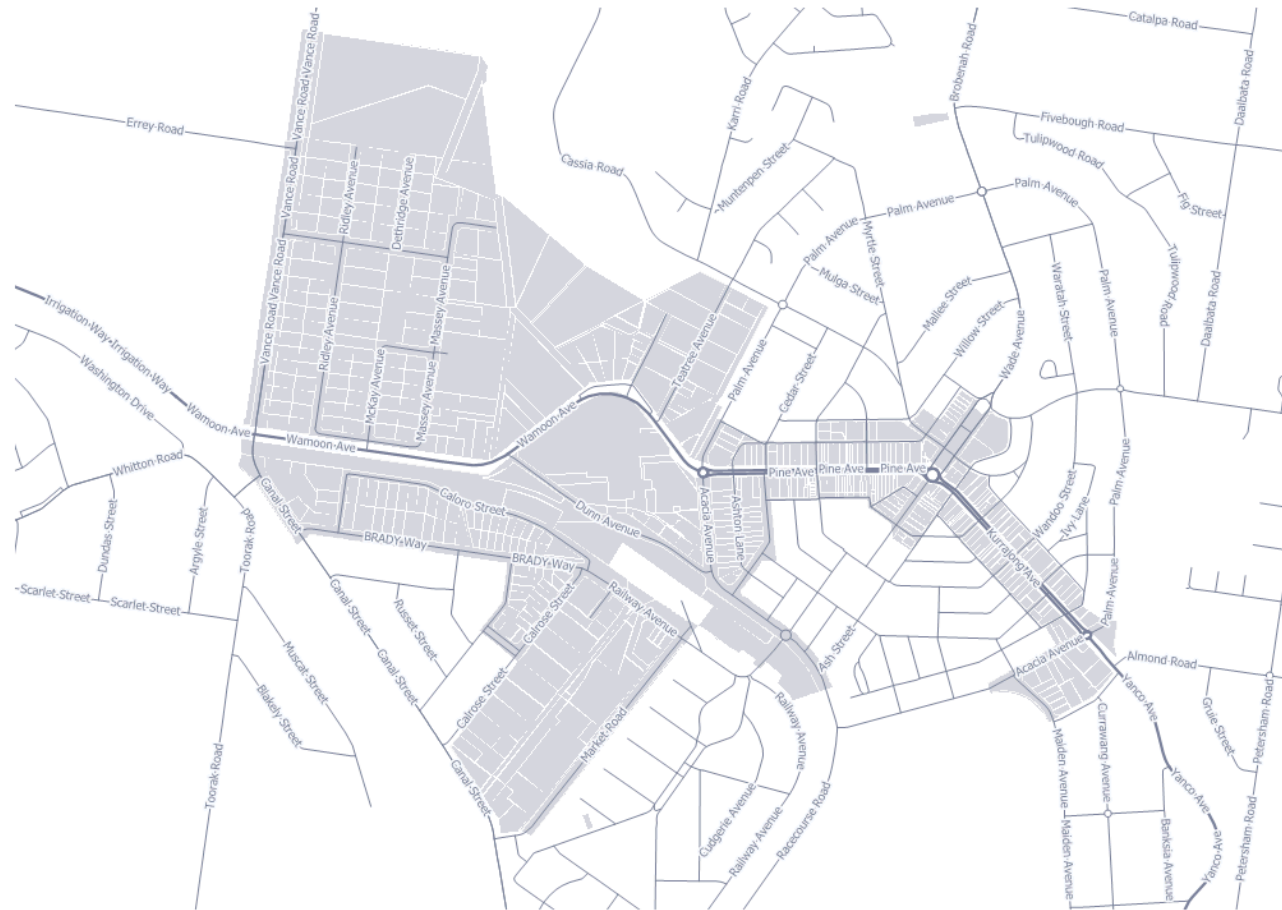 Catalpa Road
Vance Road
Vance Road
Brobenah Road
Daalbata Road
Karri Road
Errey Road
Fivebough Road
Tulipwood Road
Cassia Road
Muntenpen Street
Vance Road
Ridley Avenue
Dethridge Avenue
Palm Avenue
Palm Avenue
Fig Street
Myrtle Street
Palm Avenue
Tulipwood Road
Mulga Street
Palm Avenue
Waratah Street
Mallee Street
Massey Avenue
Irrigation Way
Irrigation Way
Vance Road
Vance Road
Ridley Avenue
Daalbata Road
Willow Street
Wade Avenue
Teatree Avenue
Palm Avenue
Cedar Street
Washington Drive
McKay Avenue
Massey Avenue
Wamoon Ave
Wamoon Ave
Wamoon Ave
Whitton Road
Pine Ave
Pine Ave
Pine Ave
Palm Avenue
Caloro Street
Canal Street
Dunn Avenue
Acacia Avenue
Ashton Lane
Wandoo Street
Ivy Lane
Kurrajong Ave
Dundas Street
Argyle Street
Toorak Road
BRADY Way
BRADY Way
Scarlet Street
Scarlet Street
Canal Street
Russet Street
Calrose Street
Railway Avenue
Palm Avenue
Ash Street
Acacia Avenue
Almond Road
Muscat Street
Canal Street
Calrose Street
Blakely Street
Market Road
Railway Avenue
Yanco Ave
Gruie Street
Petersham Road
Maiden Avenue
Currawang Avenue
Toorak Road
Canal Street
Racecourse Road
Cudgerie Avenue
Railway Avenue
Yanco Ave
Maiden Avenue
Banksia Avenue
Yanco Ave
Petersham Road